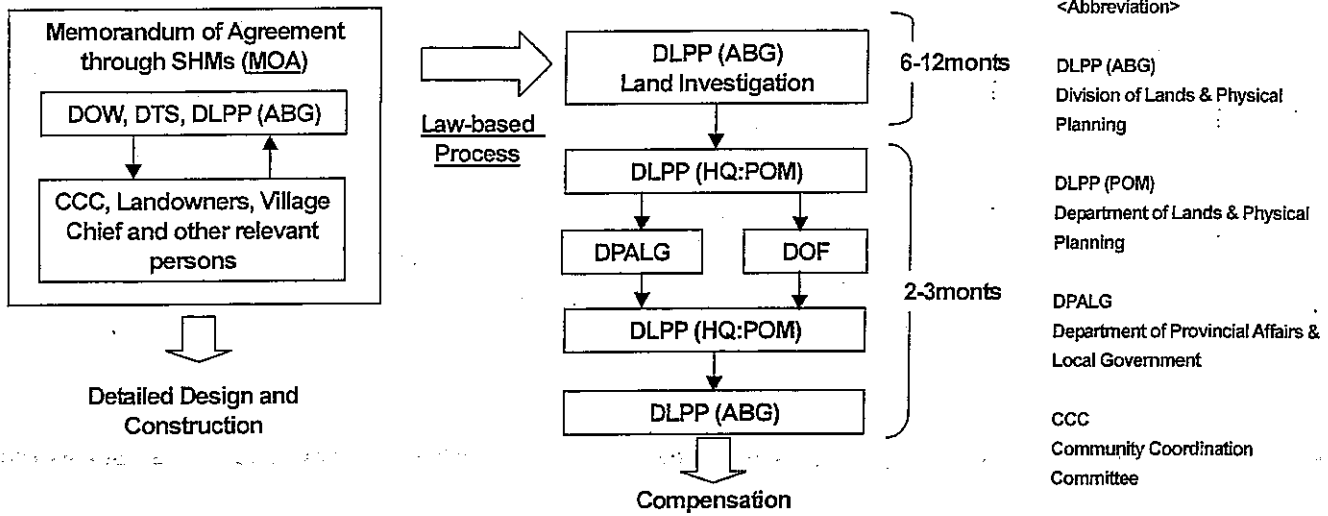 Memorandum of Agreement
through SHMs (MOA)
DOW, DTS, DLPP (ABG)
CCC, Landowners, Village
Chief and other relevant
persons
Detailed Design and
Construction
Law-based
Process
DLPP (ABG)
Land Investigation
6-12monts
DLPP (HQ:POM)
DPALG
DOF
2-3monts
DLPP (HQ:POM)
DLPP (ABG)
Compensation
<Abbreviation>
DLPP (ABG)
Division of Lands & Physical
Planning
DLPP (POM)
Department of Lands & Physical
Planning
DPALG
Department of Provincial Affairs &
Local Government
CCC
Community Coordination
Committee